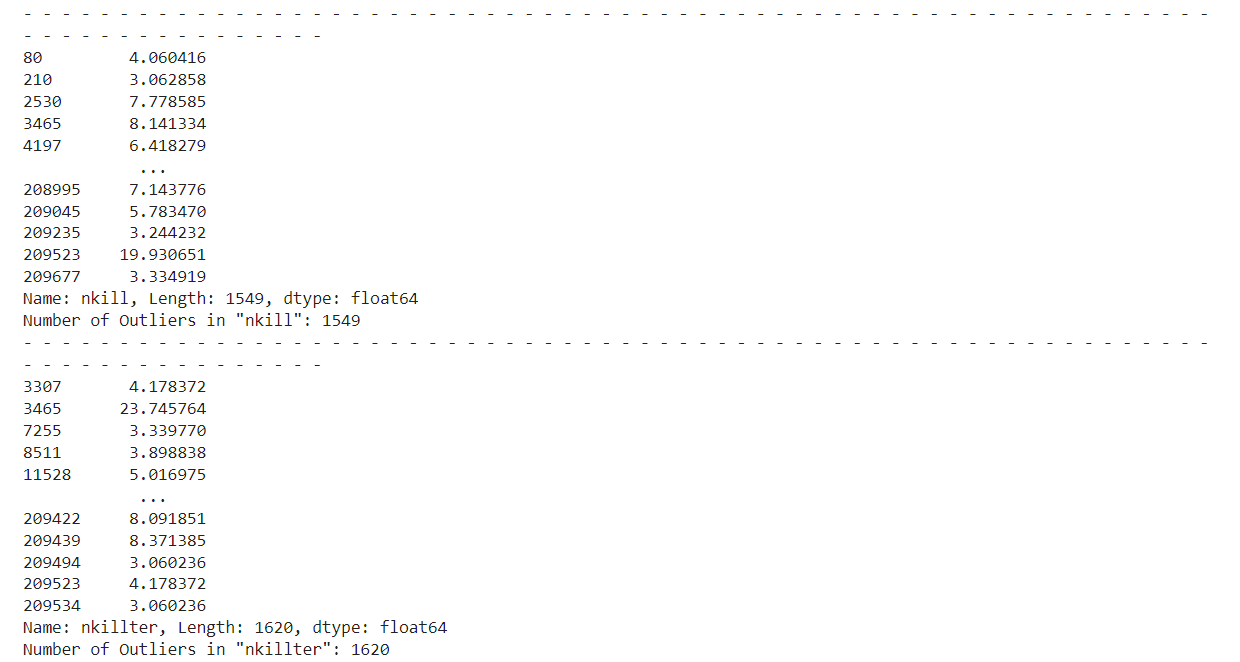 - - - - - - - - - - - - - - - - - - - - - - - - - - - - - - - - - - - - - - - - - - - - - - - - - - - - - - - - - - - - - -
- - - - - - - - - - - - - - - -
80         4.060416
210        3.062858
2530       7.778585
3465       8.141334
4197       6.418279
            ...
208995     7.143776
209045     5.783470
209235     3.244232
209523    19.930651
209677     3.334919
Name: nkill, Length: 1549, dtype: float64
Number of Outliers in "nkill": 1549
- - - - - - - - - - - - - - - - - - - - - - - - - - - - - - - - - - - - - - - - - - - - - - - - - - - - - - - - - - - - - -
- - - - - - - - - - - - - - - -
3307       4.178372
3465      23.745764
7255       3.339770
8511       3.898838
11528      5.016975
            ...
209422     8.091851
209439     8.371385
209494     3.060236
209523     4.178372
209534     3.060236
Name: nkillter, Length: 1620, dtype: float64
Number of Outliers in "nkillter": 1620